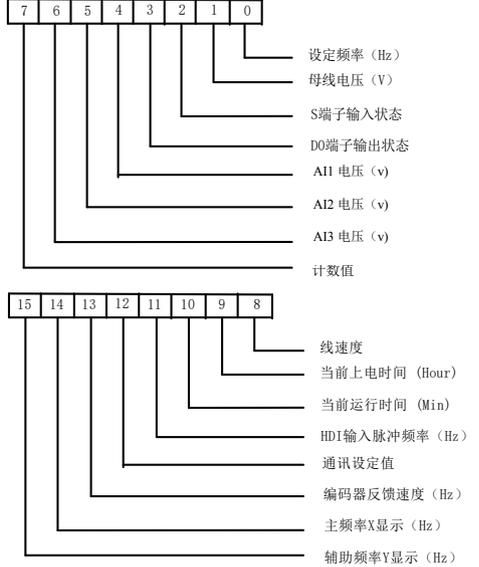 7 6 5 4 3 2 1 0
设定频率（Hz）
母线电压（V）
S端子输入状态
DO端子输出状态
AI1 电压（v)
AI2 电压（v)
AI3 电压（v)
计数值
15 14 13 12 11 10 9 8
线速度
当前上电时间 (Hour)
当前运行时间 (Min)
HDI输入脉冲频率（Hz）
通讯设定值
编码器反馈速度（Hz）
主频率X显示（Hz）
辅助频率Y显示（Hz）